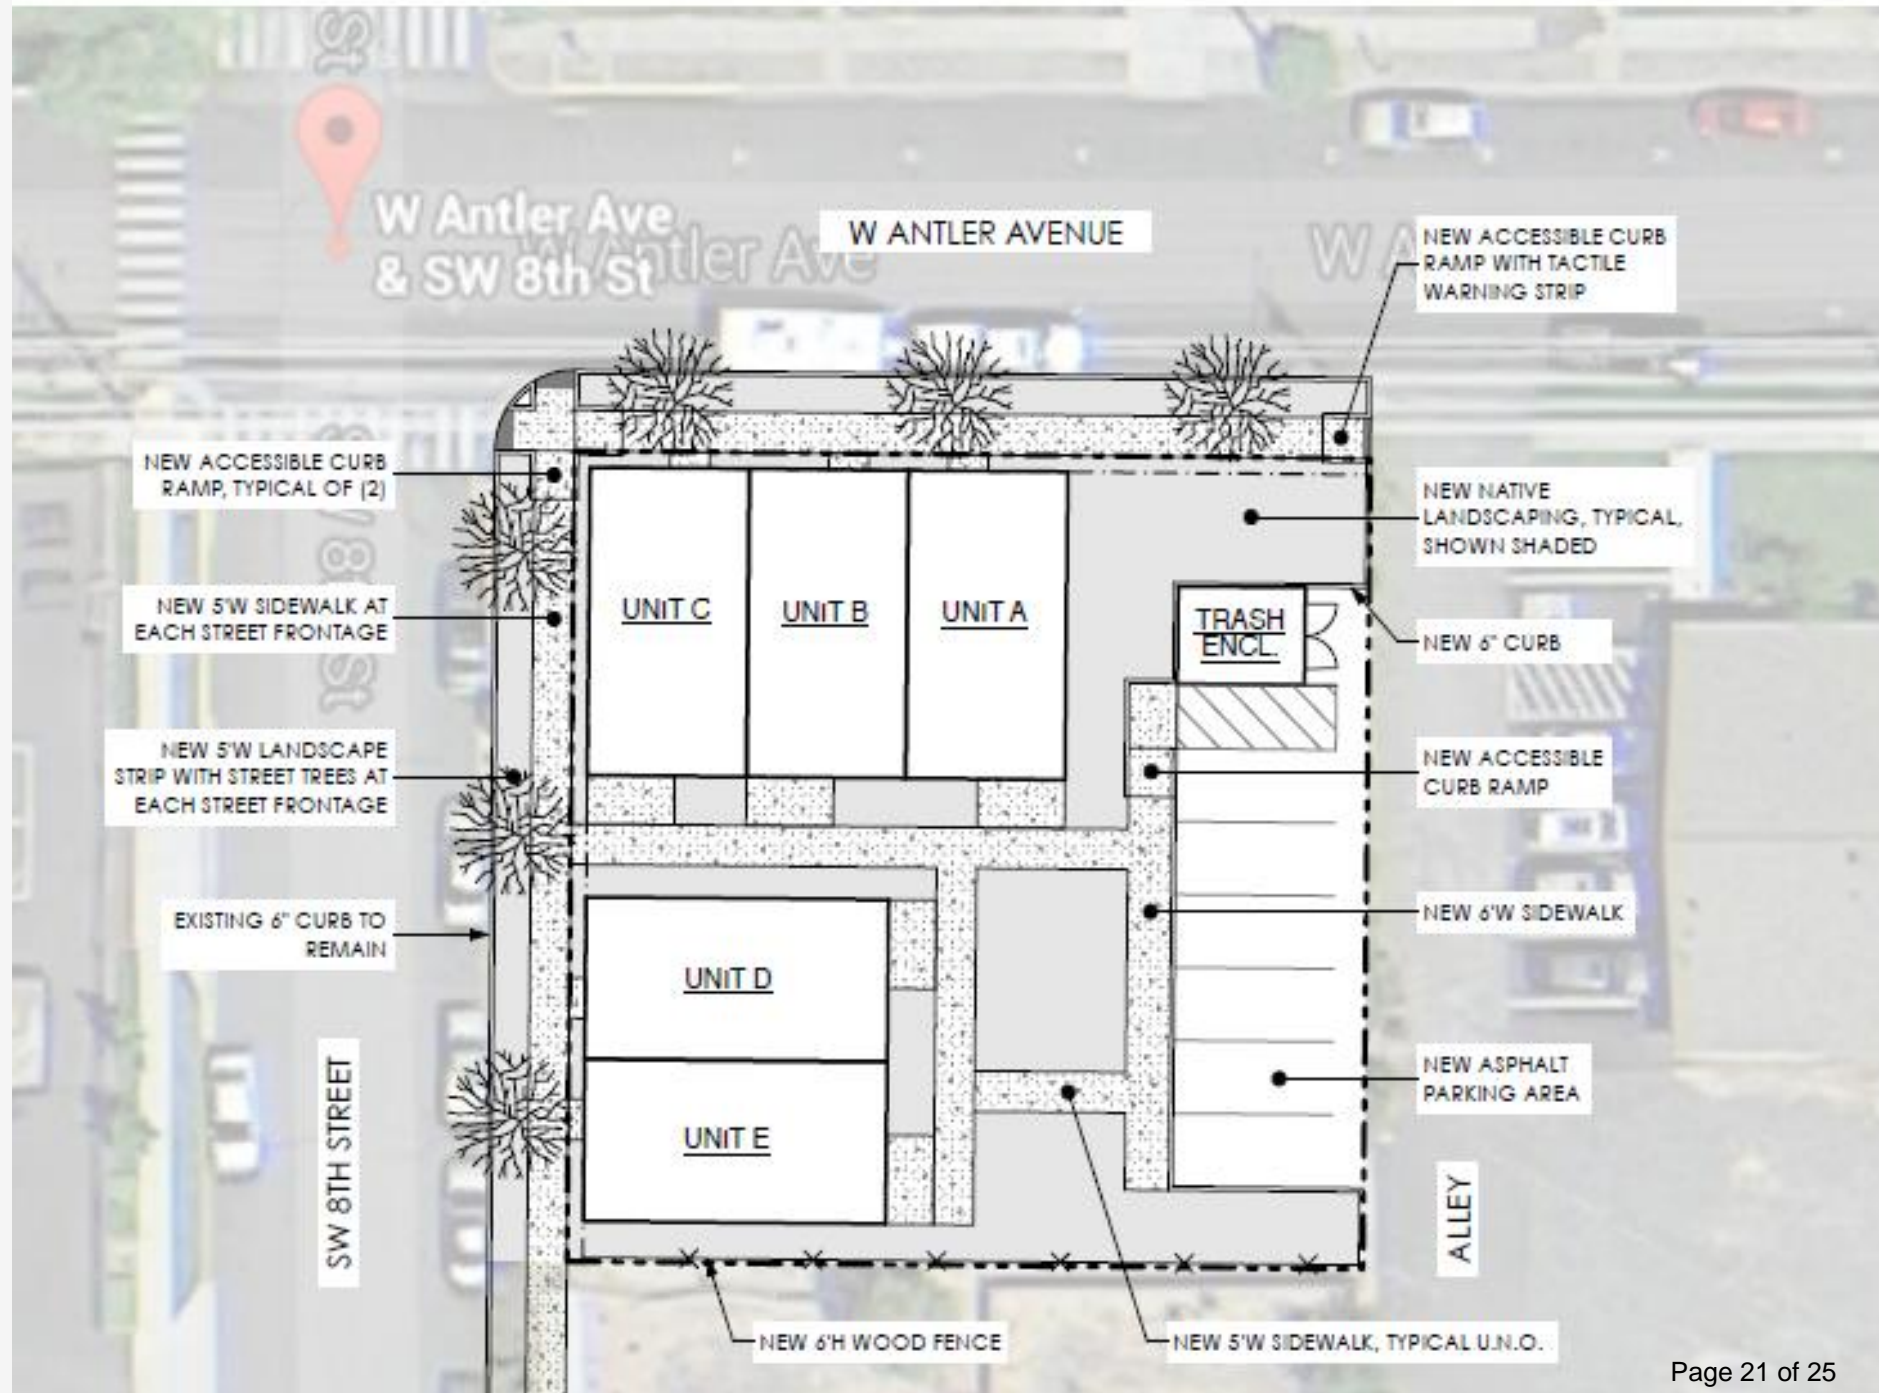 St
W Antler Ave
& SW 8th St
W Antler Ave
W ANTLER AVENUE
NEW ACCESSIBLE CURB
RAMP WITH TACTILE
WARNING STRIP
NEW ACCESSIBLE CURB
RAMP, TYPICAL OF (2)
NEW NATIVE
LANDSCAPING, TYPICAL,
SHOWN SHADED
NEW 5'W SIDEWALK AT
EACH STREET FRONTAGE
UNIT C
UNIT B
UNIT A
TRASH
ENCL.
NEW 6" CURB
NEW 5'W LANDSCAPE
STRIP WITH STREET TREES AT
EACH STREET FRONTAGE
NEW ACCESSIBLE
CURB RAMP
EXISTING 6" CURB TO
REMAIN
NEW 6'W SIDEWALK
UNIT D
UNIT E
NEW ASPHALT
PARKING AREA
SW 8TH STREET
ALLEY
NEW 6'H WOOD FENCE
NEW 5'W SIDEWALK, TYPICAL U.N.O.
Page 21 of 25